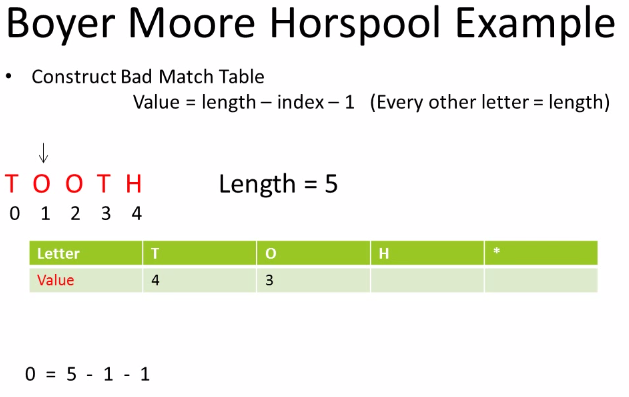 Boyer Moore Horspool Example
• Construct Bad Match Table
Value = length – index – 1 (Every other letter = length)
↓
T O O T H Length = 5
0 1 2 3 4
Letter T O H *
Value 4 3
0 = 5 - 1 - 1